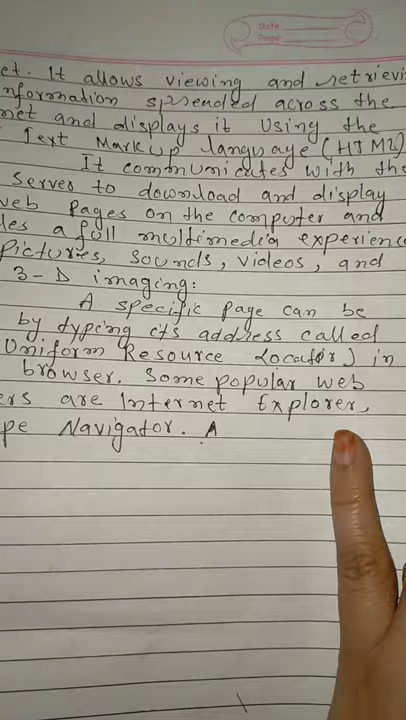 Date
Page
et. It allows viewing and retrievi
nformation spreaded across the
net and displays it using the
Text Markup language (HTML)
It communicates with the
server to download and display
web pages on the computer and
des a full multimedia experience
pictures, sounds, videos, and
3-D imaging:
A specific page can be
by typing its address called
Uniform Resource Locator) in
browser. Some popular web
ers are Internet Explorer,
pe Navigator. A